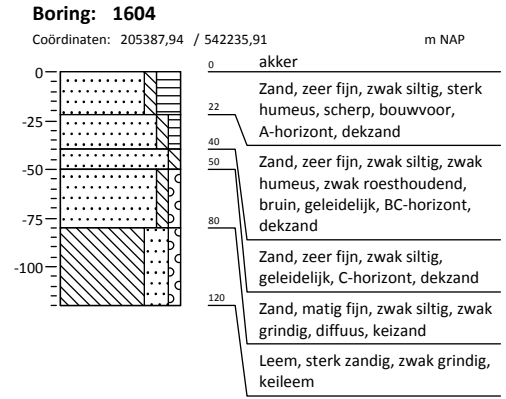 Boring: 1604
Coördinaten: 205387,94 / 542235,91 m NAP
0
-25
-50
-75
-100
0 akker
Zand, zeer fijn, zwak siltig, sterk
humeus, scherp, bouwvoor,
A-horizont, dekzand
22
Zand, zeer fijn, zwak siltig, zwak
humeus, zwak roesthoudend,
bruin, geleidelijk, BC-horizont,
dekzand
40
Zand, zeer fijn, zwak siltig,
geleidelijk, C-horizont, dekzand
50
Zand, matig fijn, zwak siltig, zwak
grindig, diffuus, keizand
80
Leem, sterk zandig, zwak grindig,
keileem
120